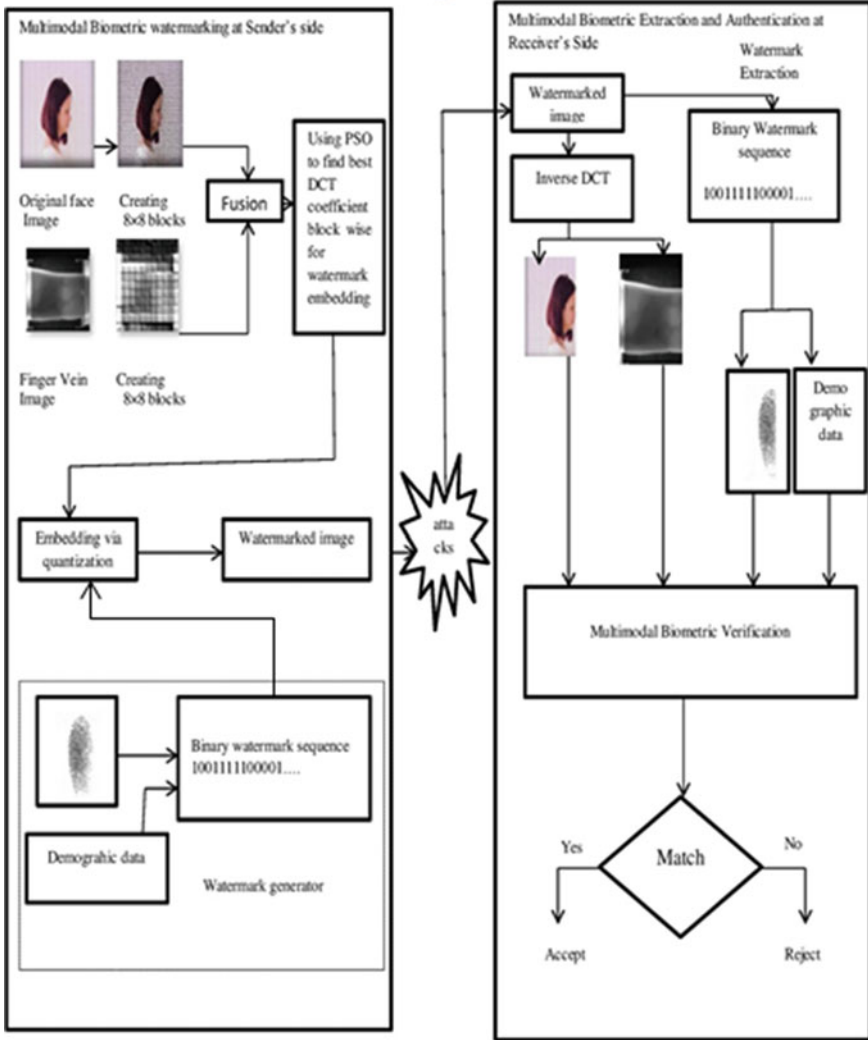 Multimodal Biometric watermarking at Sender's side
Original face
Image
Creating
8×8 blocks
Fusion
Using PSO
to find best
DCT
coefficient
block wise
for
watermark
embedding
Finger Vein
Image
Creating
8×8 blocks
Embedding via
quantization
Watermarked image
Binary watermark sequence
1001111100001....
Demograhic data
Watermark generator
atta
cks
Multimodal Biometric Extraction and Authentication at
Receiver's Side
Watermark
Extraction
Watermarked
image
Binary Watermark
sequence
1001111100001....
Inverse DCT
Demo
graphic
data
Multimodal Biometric Verification
Match
Yes
No
Accept
Reject